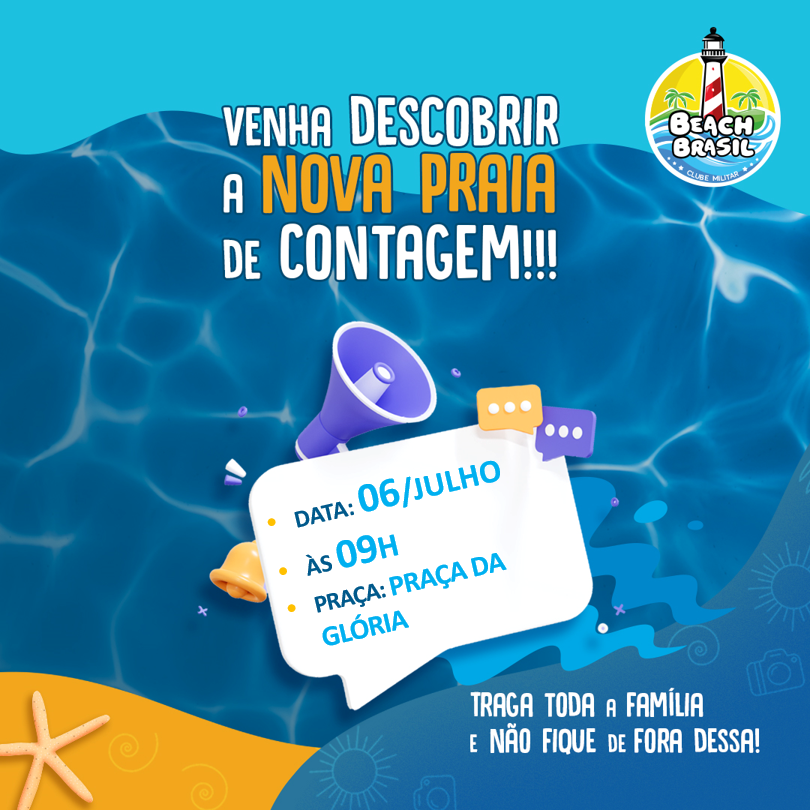 BEACH
BRASIL
CLUBE MILITAR
VENHA DESCOBRIR
A NOVA PRAIA
DE CONTAGEM!!!
DATA: 06/JULHO
ÀS 09H
PRAÇA: PRAÇA DA
GLÓRIA
TRAGA TODA A FAMÍLIA
E NÃO FIQUE DE FORA DESSA!